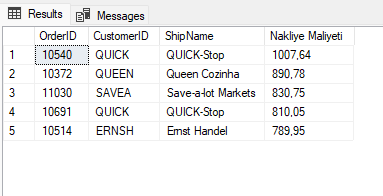 Results Messages
OrderID CustomerID ShipName Nakliye Maliyeti
1 10540 QUICK QUICK-Stop 1007,64
2 10372 QUEEN Queen Cozinha 890,78
3 11030 SAVEA Save-a-lot Markets 830,75
4 10691 QUICK QUICK-Stop 810,05
5 10514 ERNSH Ernst Handel 789,95